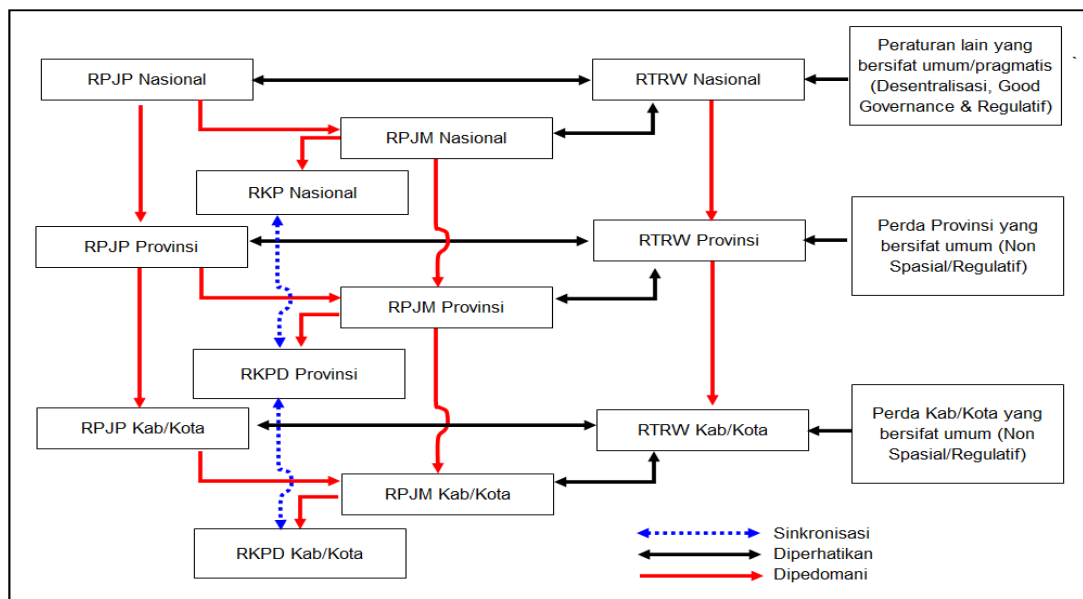 Peraturan lain yang
bersifat umum/pragmatis
(Desentralisasi, Good
Governance & Regulatif)
`
RPJP Nasional
RTRW Nasional
RPJM Nasional
RKP Nasional
RPJP Provinsi
RTRW Provinsi
Perda Provinsi yang
bersifat umum (Non
Spasial/Regulatif)
RPJM Provinsi
RKPD Provinsi
RPJP Kab/Kota
RTRW Kab/Kota
Perda Kab/Kota yang
bersifat umum (Non
Spasial/Regulatif)
RPJM Kab/Kota
RKPD Kab/Kota
Sinkronisasi
Diperhatikan
Dipedomani